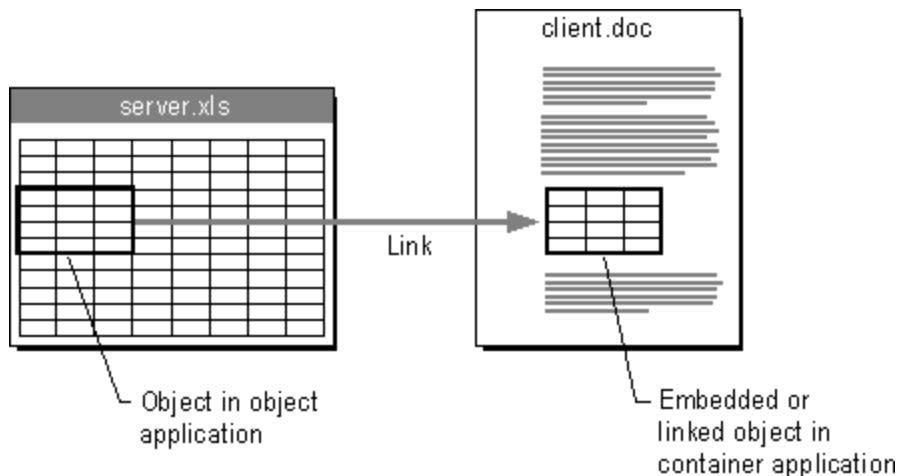 client.doc
server.xls
Link
Object in object
application
Embedded or
linked object in
container application